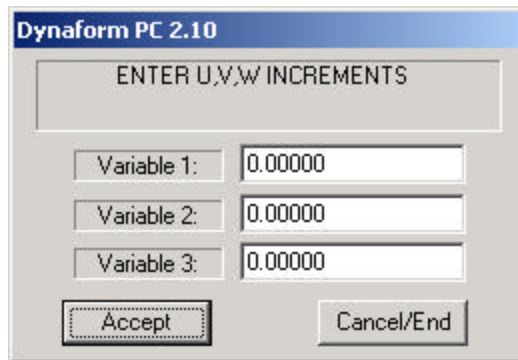 Dynaform PC 2.10
ENTER U,V,W INCREMENTS
Variable 1: 0.00000
Variable 2: 0.00000
Variable 3: 0.00000
Accept Cancel/End